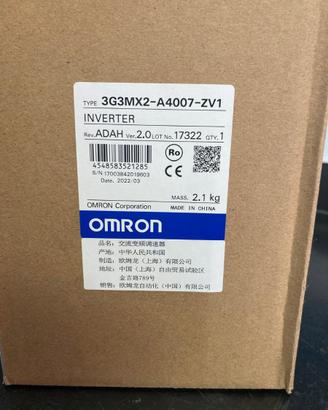 TYPE 3G3MX2-A4007-ZV1
INVERTER
Rev. ADAH Ver. 2.0 LOT No. 17322 QTY. 1
4548583521285
S/N 17003842019603
Date. 2022/03
Ro
CE
MASS. 2.1 kg
OMRON Corporation MADE IN CHINA
OMRON
品名: 交流变频调速器
产地: 中华人民共和国
制造: 欧姆龙（上海）有限公司
地址: 中国（上海）自由贸易试验区
金吉路789号
销售: 欧姆龙自动化（中国）有限公司